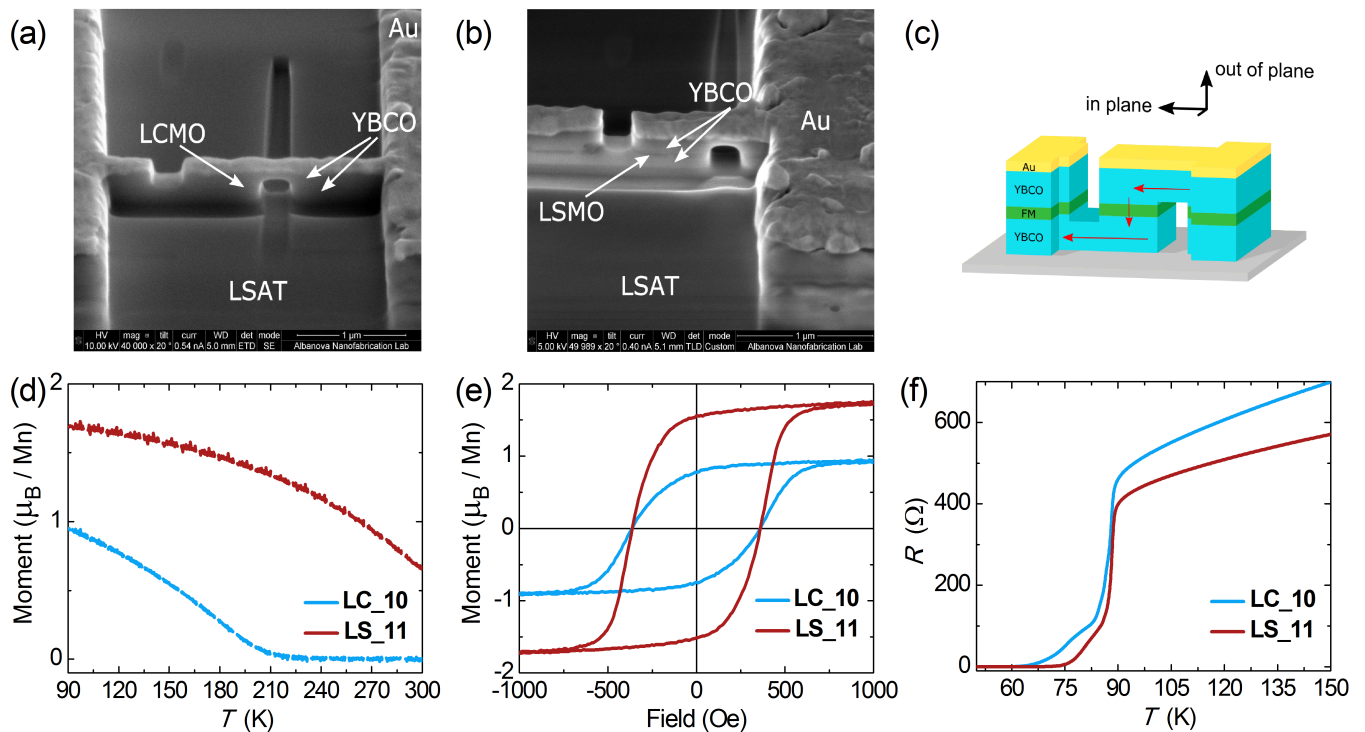 (a)
Au
LCMO
YBCO
LSAT
HV mag ≡ tilt curr WD det mode
10.00 kV 40 000 x 20 ° 0.54 nA 5.0 mm ETD SE
1 µm
Albanova Nanofabrication Lab
(b)
YBCO
Au
LSMO
LSAT
HV mag ≡ tilt curr WD det mode
5.00 kV 49 989 x 20 ° 0.40 nA 5.1 mm TLD Custom
1 µm
Albanova Nanofabrication Lab
(c)
out of plane
in plane
Au
YBCO
FM
YBCO
(d)
Moment (μB / Mn)
2
1
0
LC_10
LS_11
90 120 150 180 210 240 270 300
T (K)
(e)
Moment (μB / Mn)
2
1
0
-1
-2
LC_10
LS_11
-1000 -500 0 500 1000
Field (Oe)
(f)
R (Ω)
600
400
200
0
LC_10
LS_11
60 75 90 105 120 135 150
T (K)